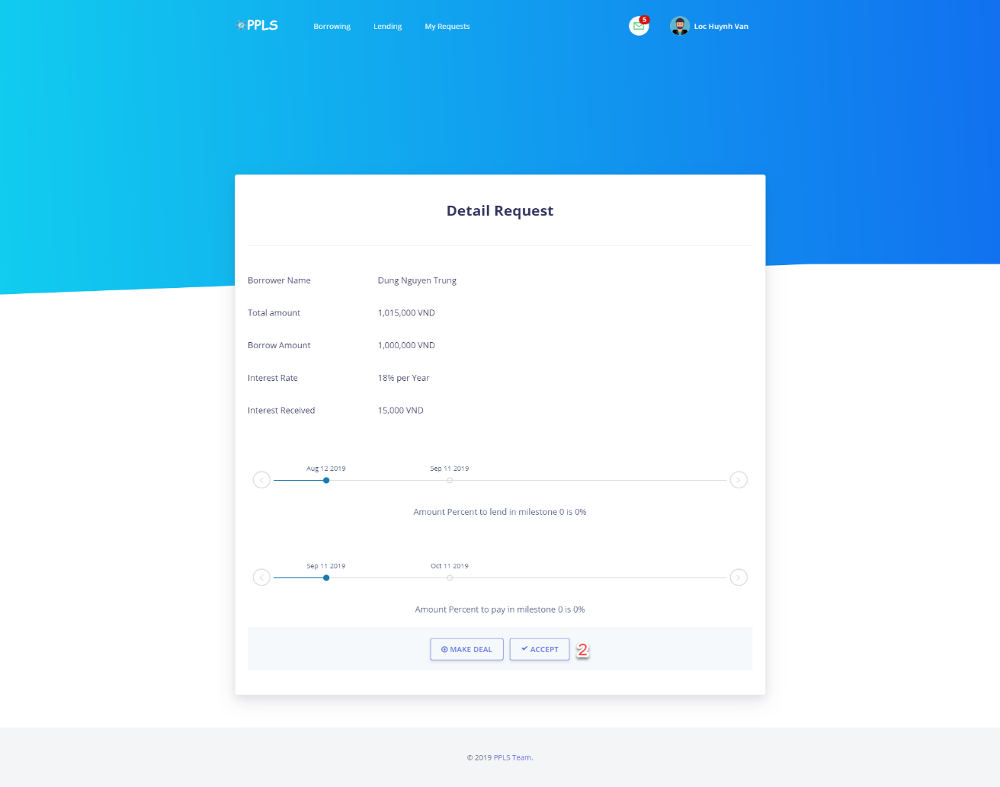 PPLS Borrowing Lending My Requests 5 Loc Huynh Van
Detail Request
Borrower Name Dung Nguyen Trung
Total amount 1,015,000 VND
Borrow Amount 1,000,000 VND
Interest Rate 18% per Year
Interest Received 15,000 VND
Aug 12 2019 Sep 11 2019
Amount Percent to lend in milestone 0 is 0%
Sep 11 2019 Oct 11 2019
Amount Percent to pay in milestone 0 is 0%
MAKE DEAL ACCEPT 2
© 2019 PPLS Team.